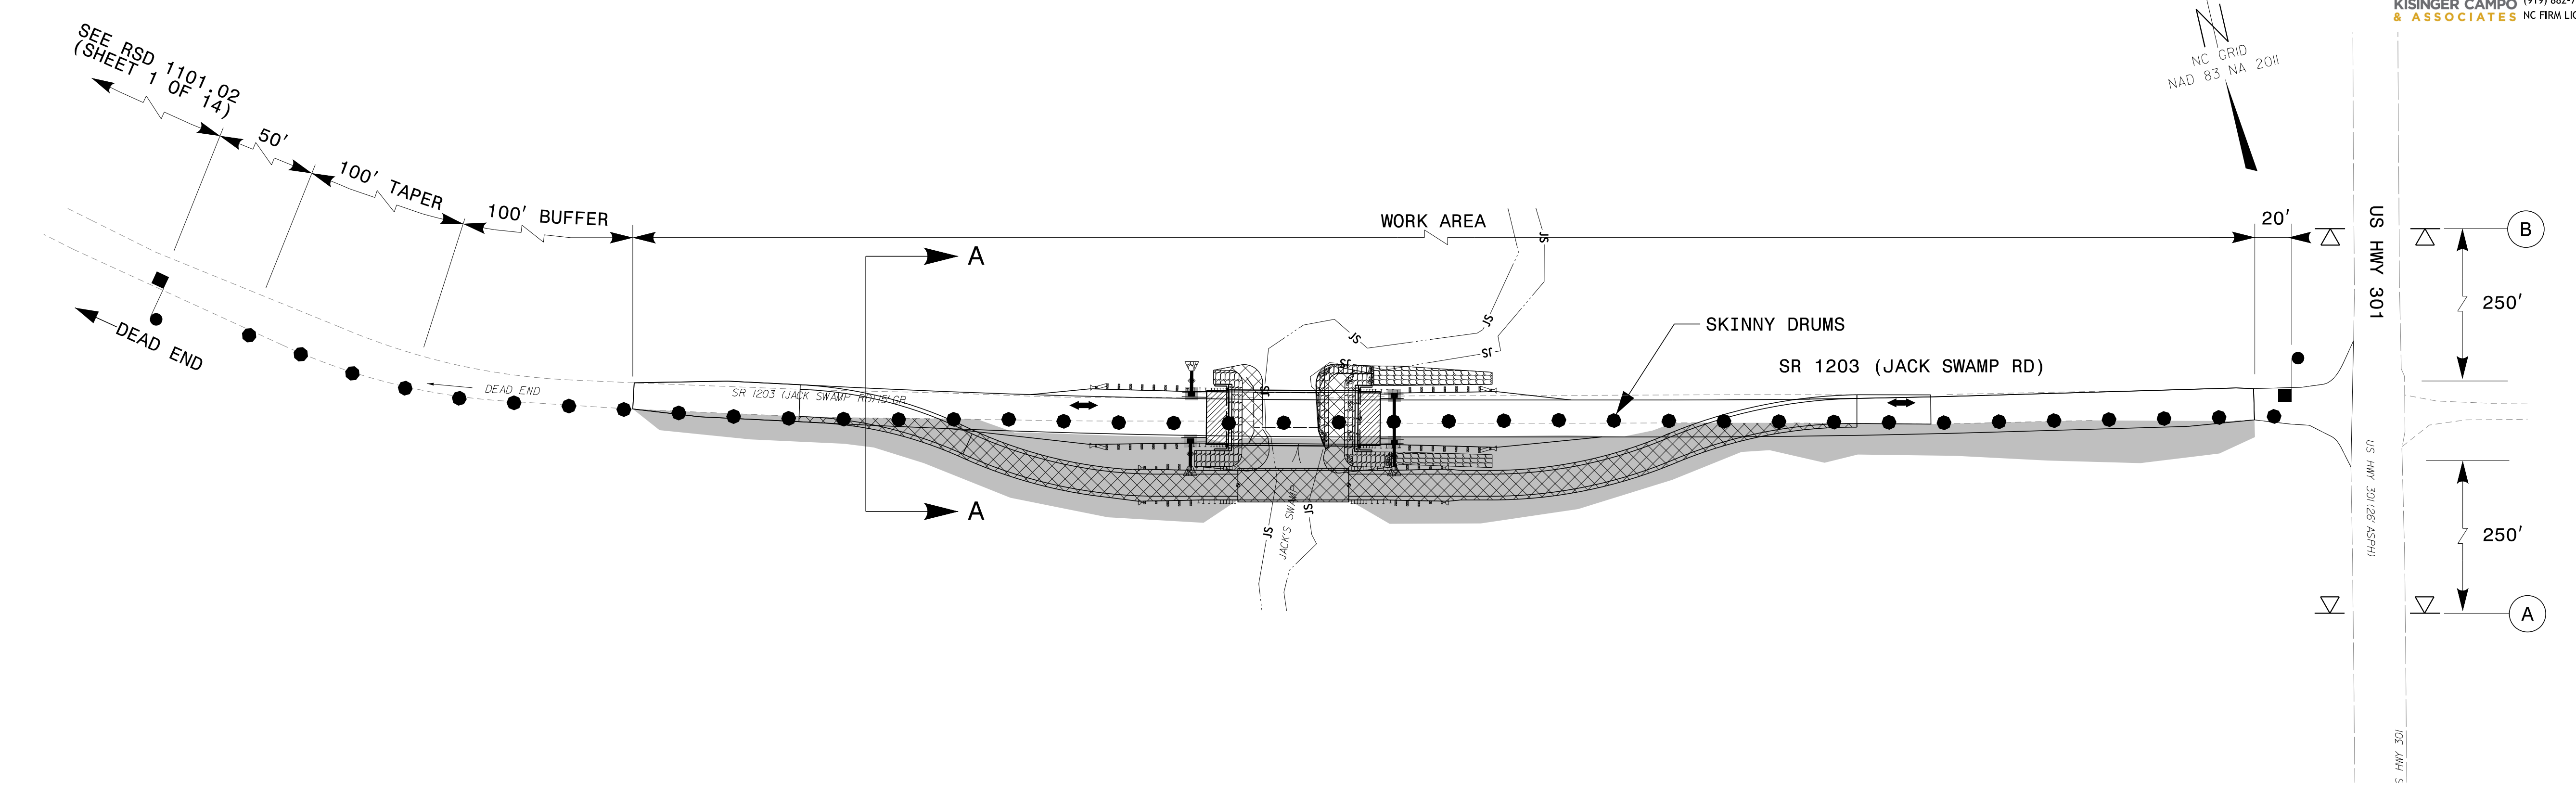 KISINGER CAMPO
& ASSOCIATES
NC FIRM LIC
SEE RSD 1101.02
(SHEET 1 OF 14)
50'
100' TAPER
100' BUFFER
WORK AREA
20'
N
NC GRID
NAD 83 NA 2011
US HWY 301
B
250'
A
SKINNY DRUMS
SR 1203 (JACK SWAMP RD)
DEAD END
DEAD END
SR 1203 (JACK SWAMP RD) 15' GR
JS
JS
JS
JS
JS
JS
JS
JS
JACK'S SWAMP
A
250'
US HWY 301 (26' ASPH)
A
S HWY 301